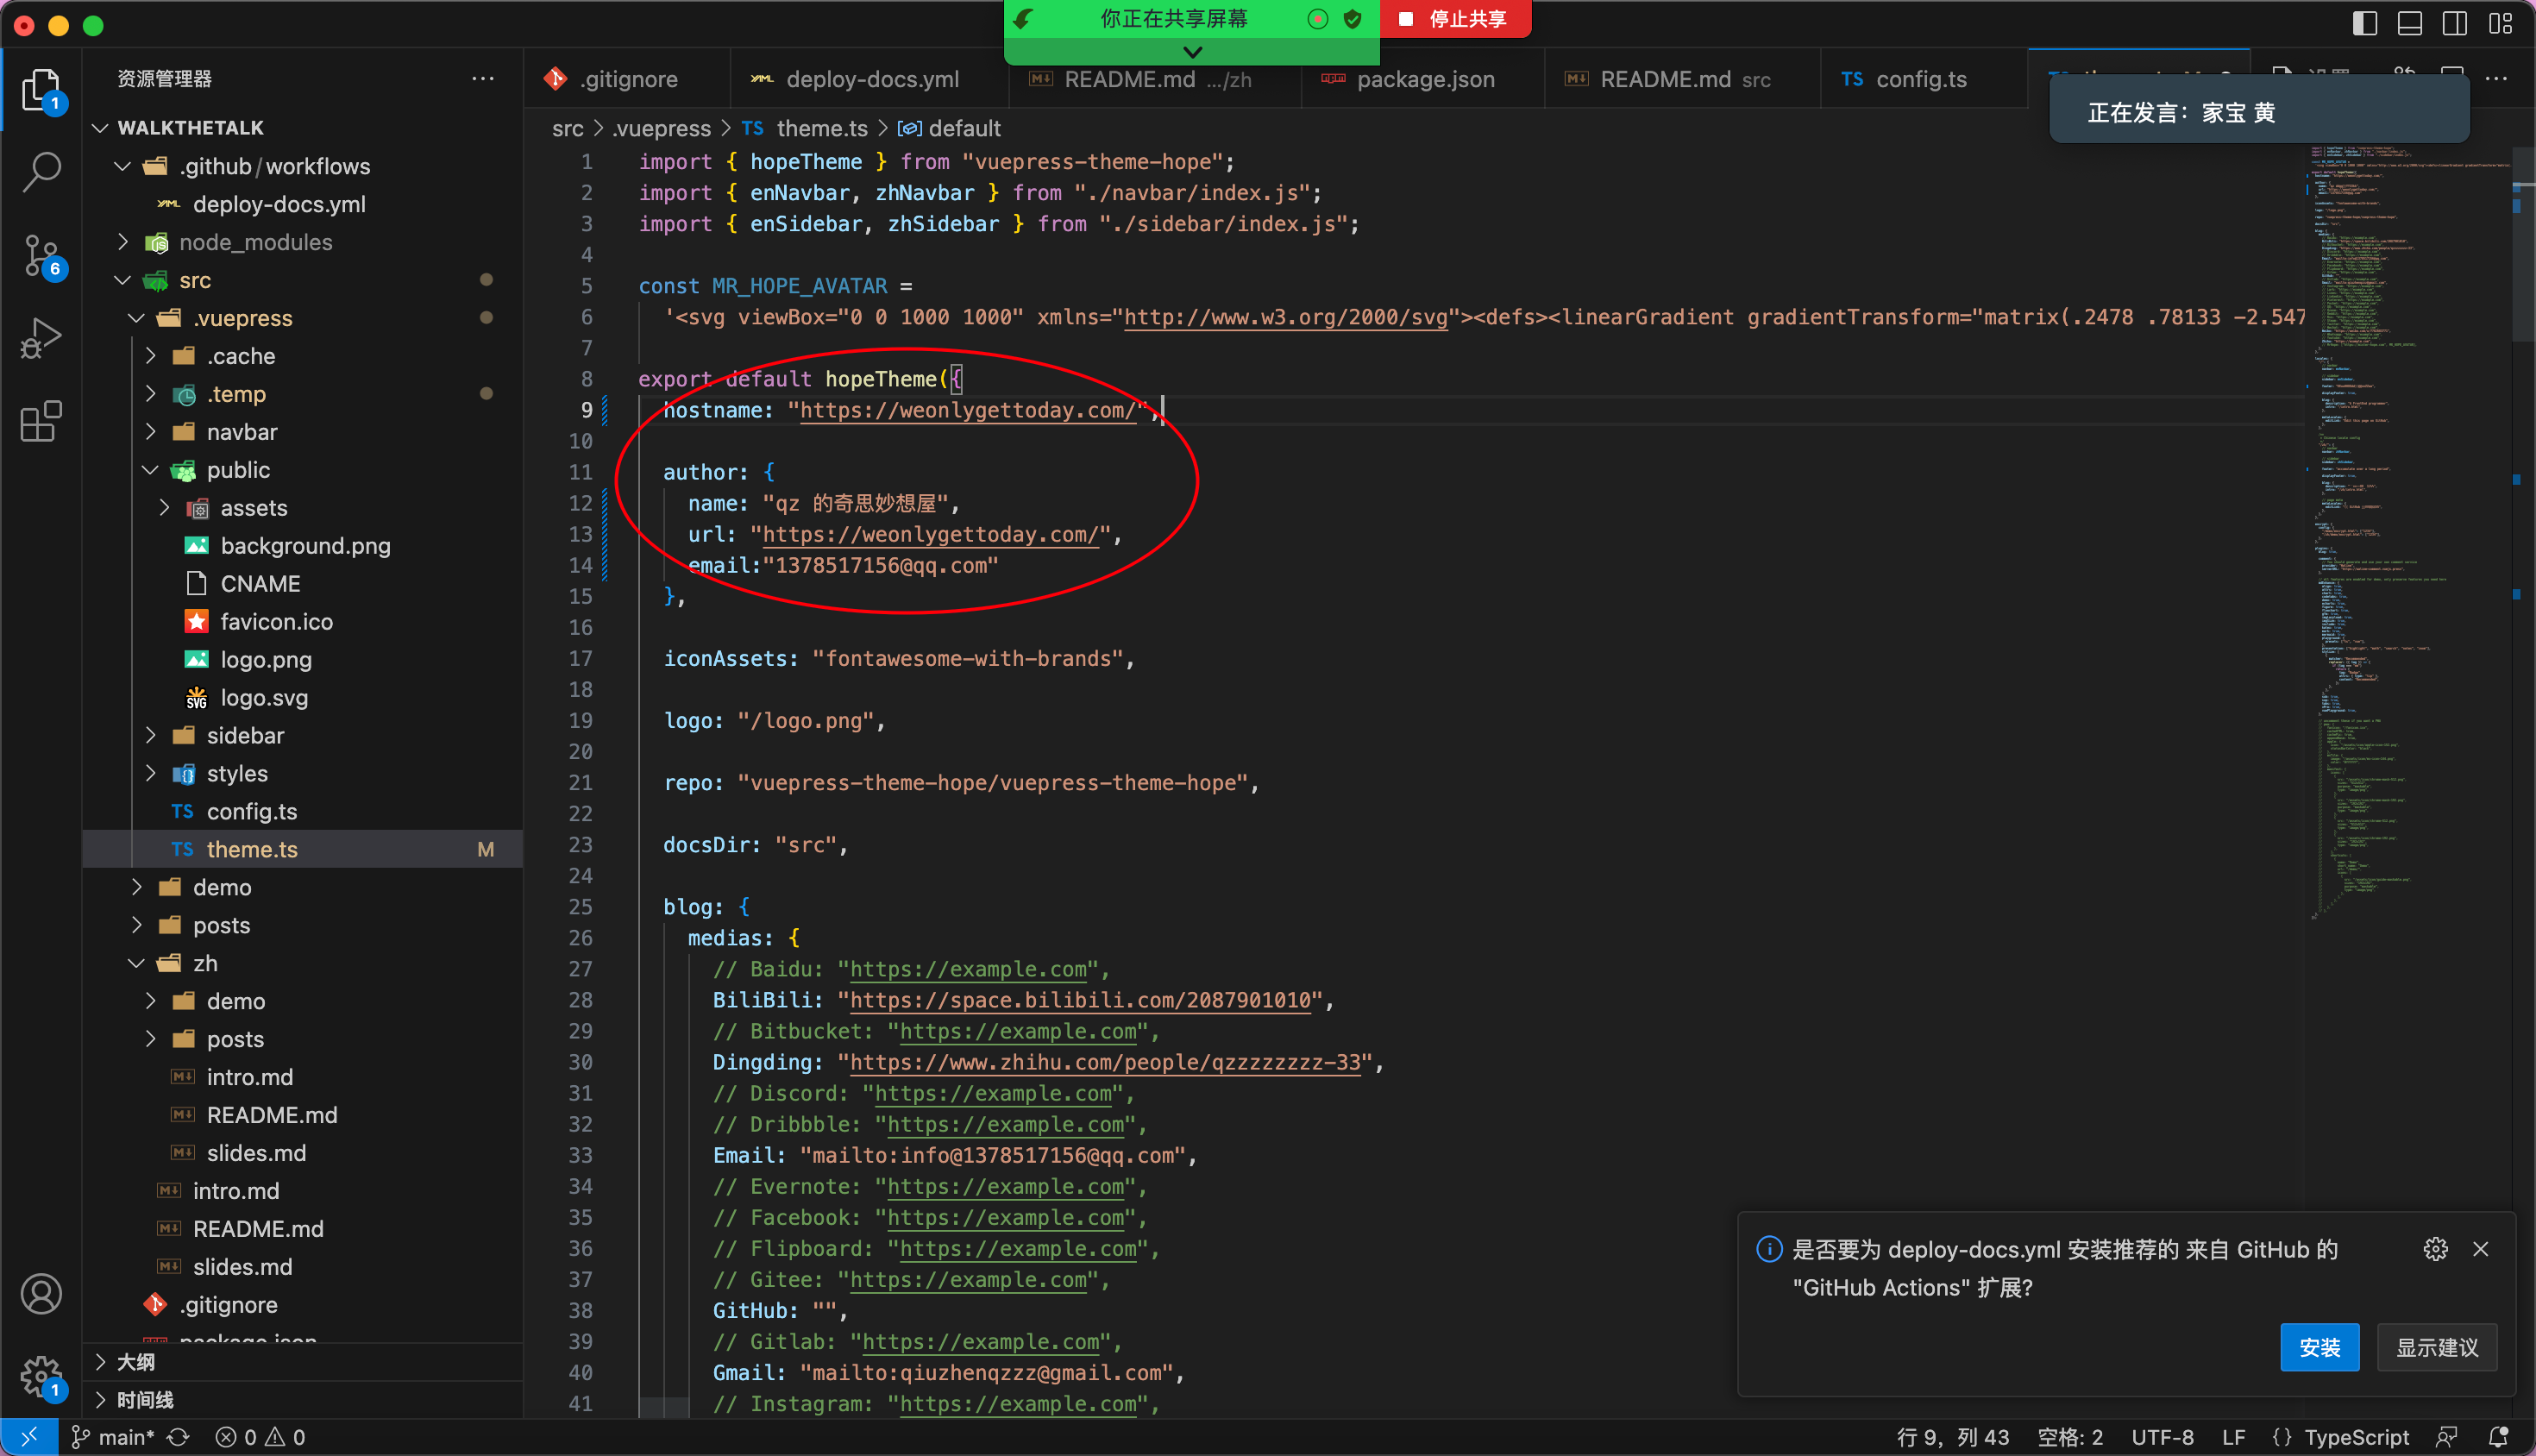 你正在共享屏幕
停止共享
正在发言：家宝 黄
资源管理器
1
6
1
WALKTHETALK
.github/workflows
deploy-docs.yml
node_modules
src
.vuepress
.cache
.temp
navbar
public
assets
background.png
CNAME
favicon.ico
logo.png
logo.svg
sidebar
styles
TS config.ts
TS theme.ts M
demo
posts
zh
demo
posts
intro.md
README.md
slides.md
intro.md
README.md
slides.md
.gitignore
package.json
大纲
时间线
.gitignore
deploy-docs.yml
README.md .../zh
package.json
README.md src
TS config.ts
src > .vuepress > TS theme.ts > default
1 import { hopeTheme } from "vuepress-theme-hope";
2 import { enNavbar, zhNavbar } from "./navbar/index.js";
3 import { enSidebar, zhSidebar } from "./sidebar/index.js";
4
5 const MR_HOPE_AVATAR =
6 '<svg viewBox="0 0 1000 1000" xmlns="http://www.w3.org/2000/svg"><defs><linearGradient gradientTransform="matrix(.2478 .78133 -2.547
7
8 export default hopeTheme({
9 hostname: "https://weonlygettoday.com/",
10
11 author: {
12 name: "qz 的奇思妙想屋",
13 url: "https://weonlygettoday.com/",
14 email:"1378517156@qq.com"
15 },
16
17 iconAssets: "fontawesome-with-brands",
18
19 logo: "/logo.png",
20
21 repo: "vuepress-theme-hope/vuepress-theme-hope",
22
23 docsDir: "src",
24
25 blog: {
26 medias: {
27 // Baidu: "https://example.com",
28 BiliBili: "https://space.bilibili.com/2087901010",
29 // Bitbucket: "https://example.com",
30 Dingding: "https://www.zhihu.com/people/qzzzzzzzz-33",
31 // Discord: "https://example.com",
32 // Dribbble: "https://example.com",
33 Email: "mailto:info@1378517156@qq.com",
34 // Evernote: "https://example.com",
35 // Facebook: "https://example.com",
36 // Flipboard: "https://example.com",
37 // Gitee: "https://example.com",
38 GitHub: "",
39 // Gitlab: "https://example.com",
40 Gmail: "mailto:qiuzhenqzzz@gmail.com",
41 // Instagram: "https://example.com",
是否要为 deploy-docs.yml 安装推荐的 来自 GitHub 的
"GitHub Actions" 扩展?
安装
显示建议
main* 0 0
行 9，列 43 空格: 2 UTF-8 LF {} TypeScript